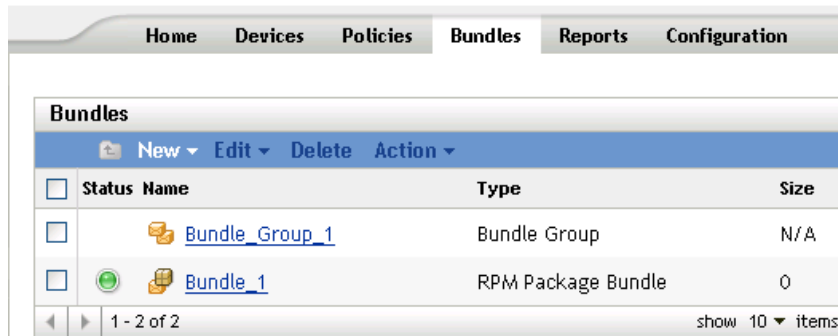 Home Devices Policies Bundles Reports Configuration
Bundles
New Edit Delete Action
Status Name Type Size
Bundle_Group_1 Bundle Group N/A
Bundle_1 RPM Package Bundle 0
1 - 2 of 2 show 10 items